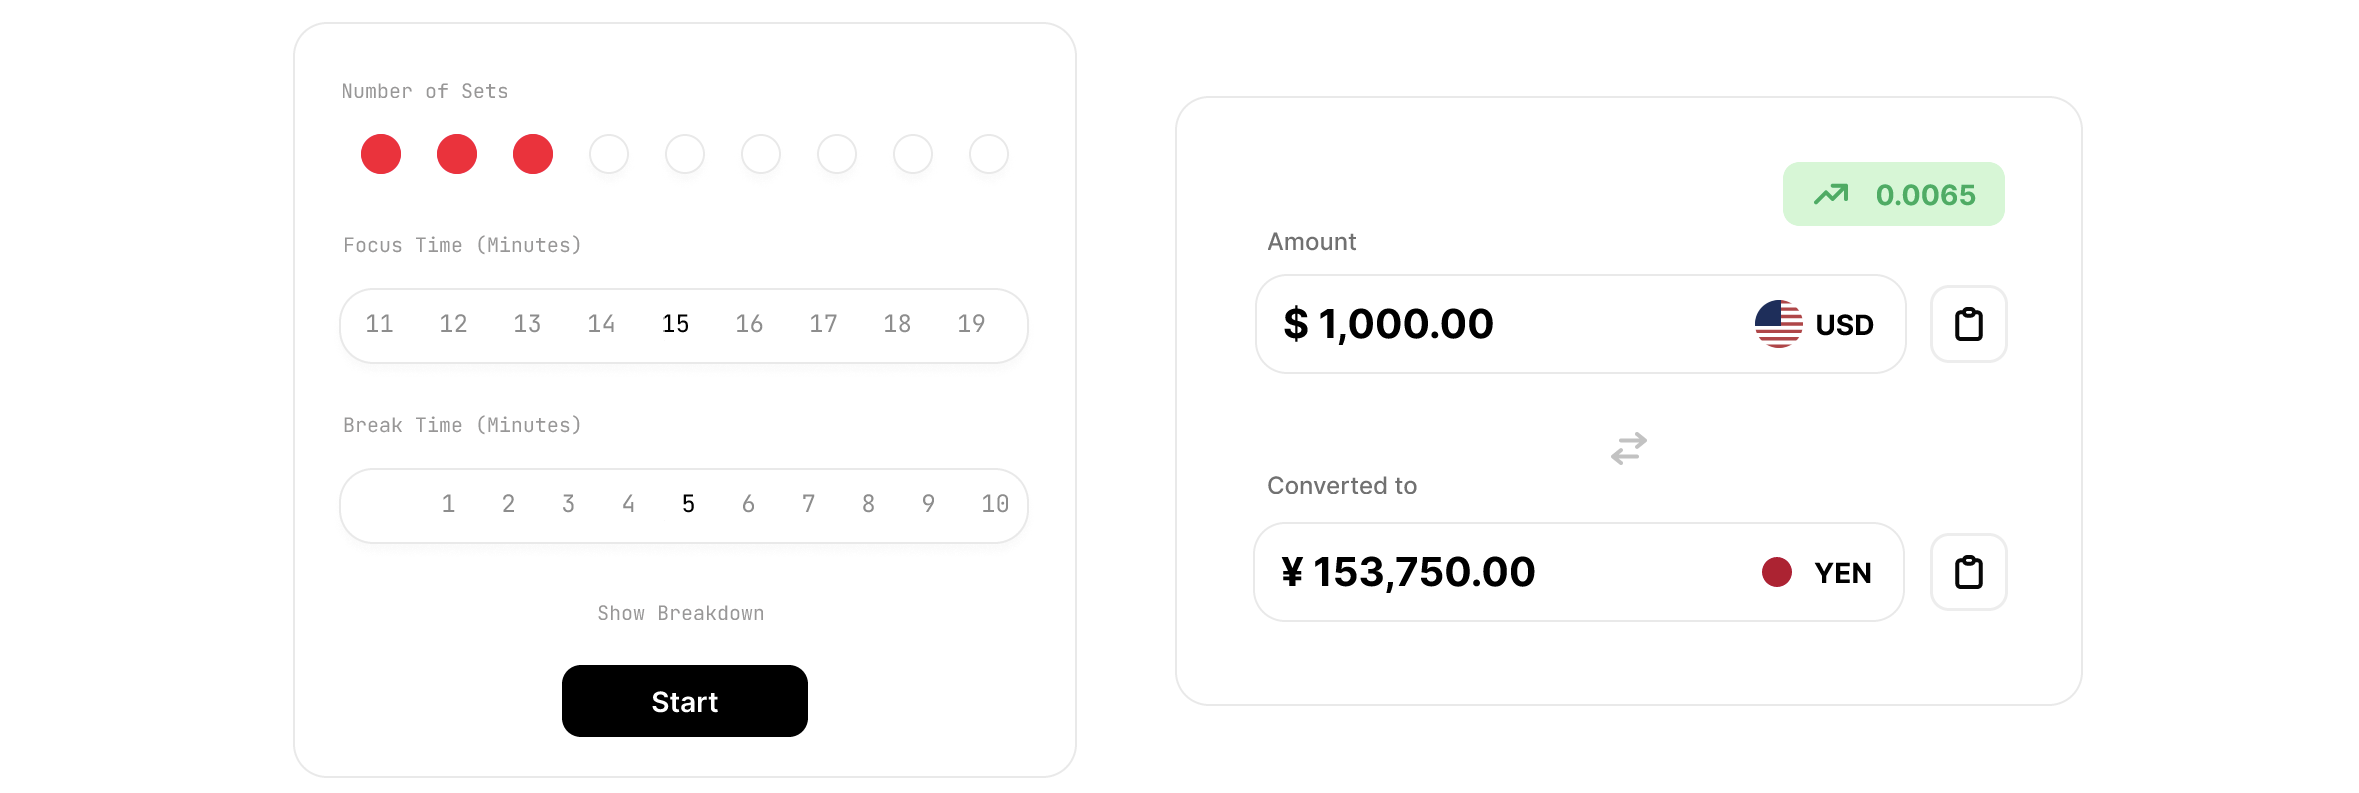 Number of Sets
Focus Time (Minutes)
11 12 13 14 15 16 17 18 19
Break Time (Minutes)
1 2 3 4 5 6 7 8 9 10
Show Breakdown
Start
0.0065
Amount
$ 1,000.00 USD
Converted to
¥ 153,750.00 YEN